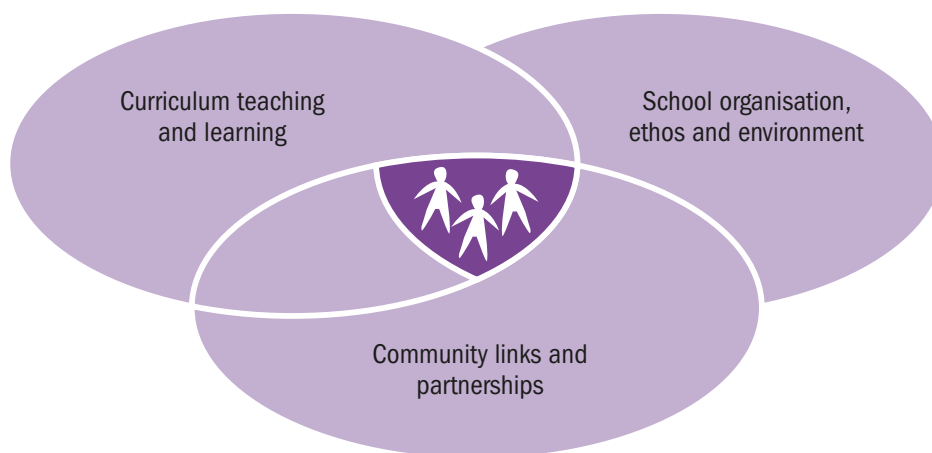 Curriculum teaching
and learning
School organisation,
ethos and environment
Community links and
partnerships